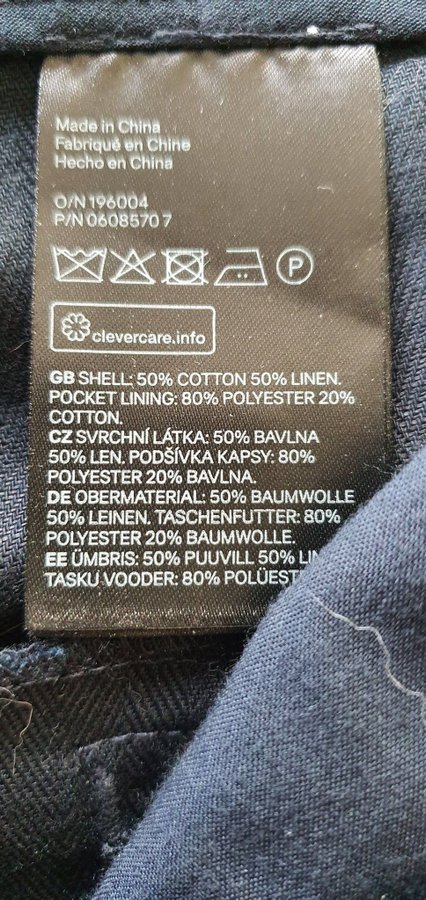 Made in China
Fabriqué en Chine
Hecho en China
O/N 196004
P/N 0608570 7
P
clevercare.info
GB SHELL: 50% COTTON 50% LINEN.
POCKET LINING: 80% POLYESTER 20%
COTTON.
CZ SVRCHNÍ LÁTKA: 50% BAVLNA
50% LEN. PODŠÍVKA KAPSY: 80%
POLYESTER 20% BAVLNA.
DE OBERMATERIAL: 50% BAUMWOLLE
50% LEINEN. TASCHENFUTTER: 80%
POLYESTER 20% BAUMWOLLE.
EE ÜMBRIS: 50% PUUVILL 50%
TASKU VOODER: 80%